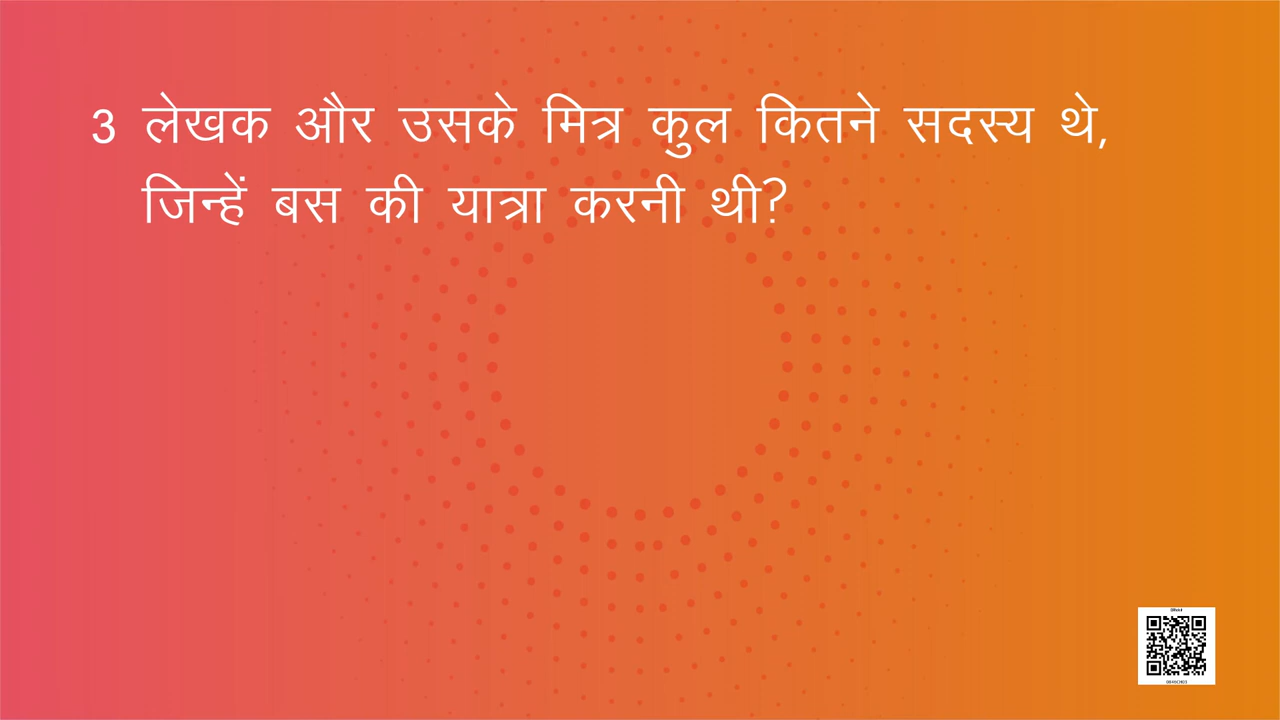 3 लेखक और उसके मित्र कुल कितने सदस्य थे,
जिन्हें बस की यात्रा करनी थी?